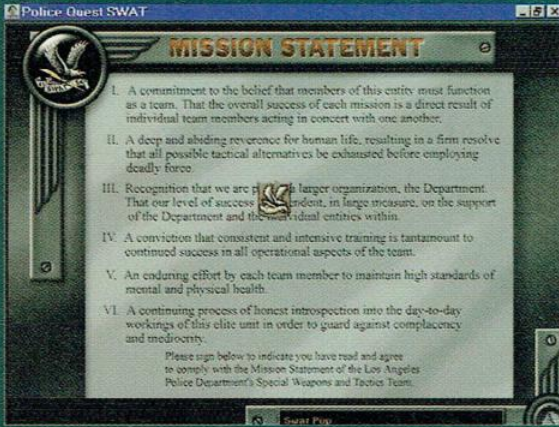 Police Quest SWAT
MISSION STATEMENT
I. A commitment to the belief that members of this entity must function
as a team. That the overall success of each mission is a direct result of
individual team members acting in concert with one another.
II. A deep and abiding reverence for human life, resulting in a firm resolve
that all possible tactical alternatives be exhausted before employing
deadly force.
III. Recognition that we are larger organization, the Department.
That our level of success in large measure, on the support
of the Department and the individual entities within.
IV. A conviction that consistent and intensive training is tantamount to
continued success in all operational aspects of the team.
V. An enduring effort by each team member to maintain high standards of
mental and physical health.
VI. A continuing process of honest introspection into the day-to-day
workings of this elite unit in order to guard against complacency
and mediocrity.
Please sign below to indicate you have read and agree
to comply with the Mission Statement of the Los Angeles
Police Department's Special Weapons and Tactics Team.
Swat Pup